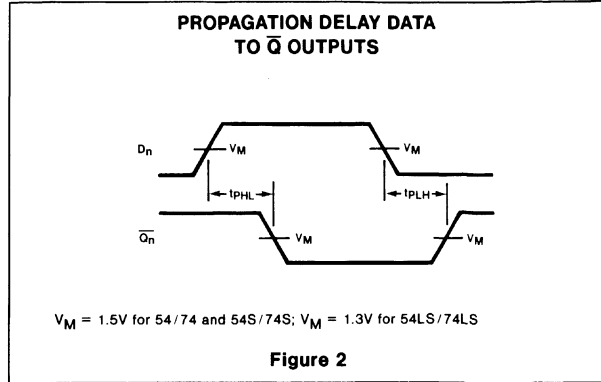 PROPAGATION DELAY DATA
TO Q̅ OUTPUTS
Dn VM VM
tPHL tPLH
Q̅n̅ VM VM
VM = 1.5V for 54/74 and 54S/74S; VM = 1.3V for 54LS/74LS
Figure 2